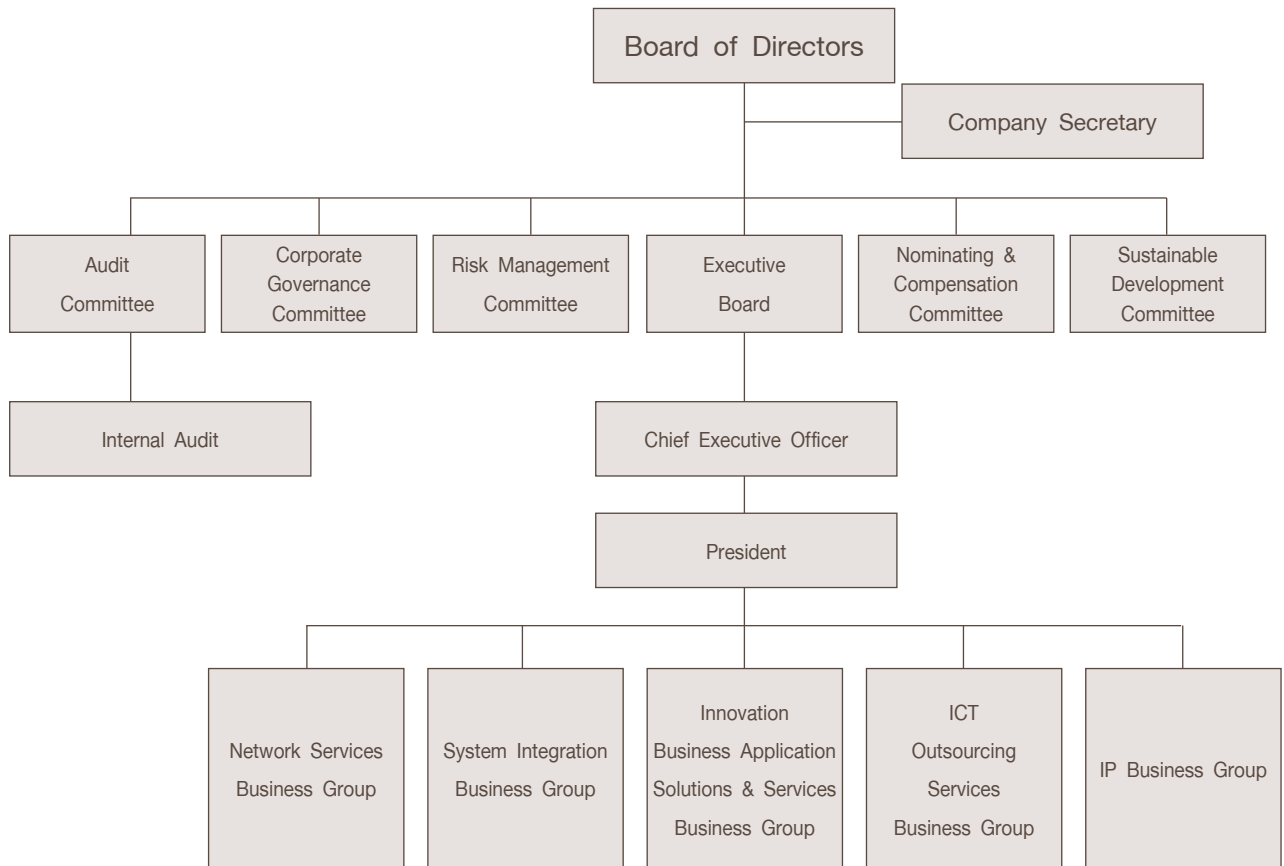 Board of Directors
Company Secretary
Audit
Committee
Corporate
Governance
Committee
Risk Management
Committee
Executive
Board
Nominating &
Compensation
Committee
Sustainable
Development
Committee
Internal Audit
Chief Executive Officer
President
Network Services
Business Group
System Integration
Business Group
Innovation
Business Application
Solutions & Services
Business Group
ICT
Outsourcing
Services
Business Group
IP Business Group